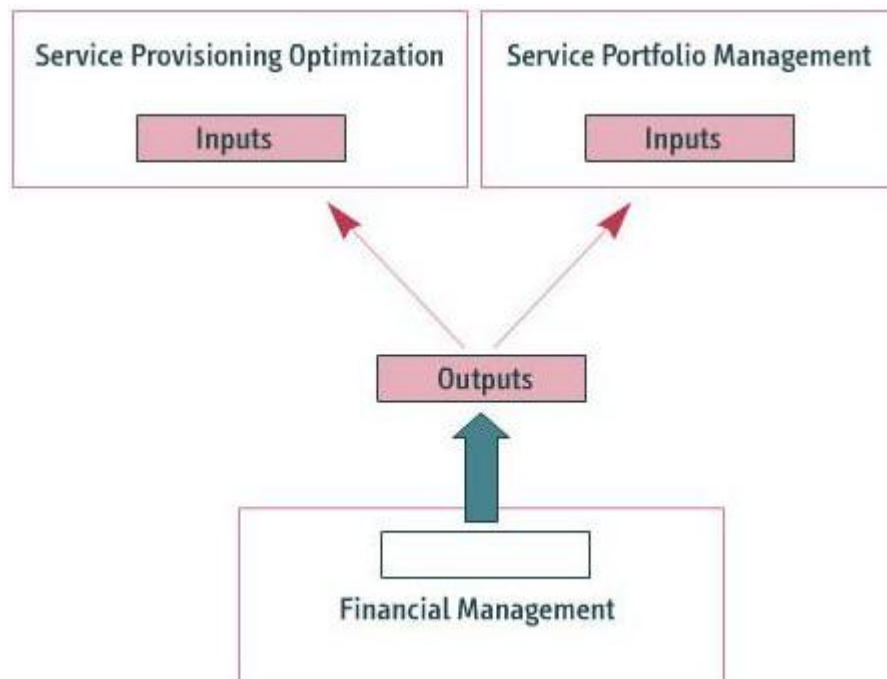 Service Provisioning Optimization
Service Portfolio Management
Inputs
Inputs
Outputs
Financial Management